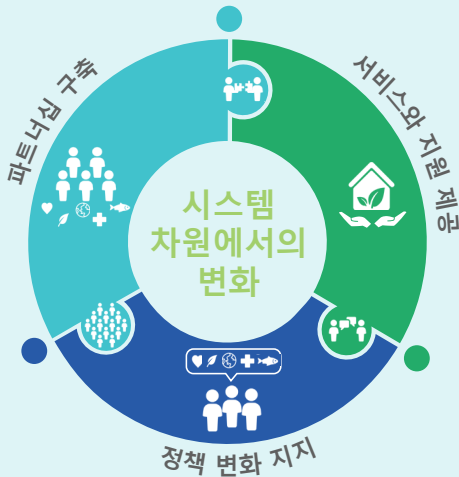 파트너십 구축
서비스와 지원 제공
시스템
차원에서의
변화
정책 변화 지지